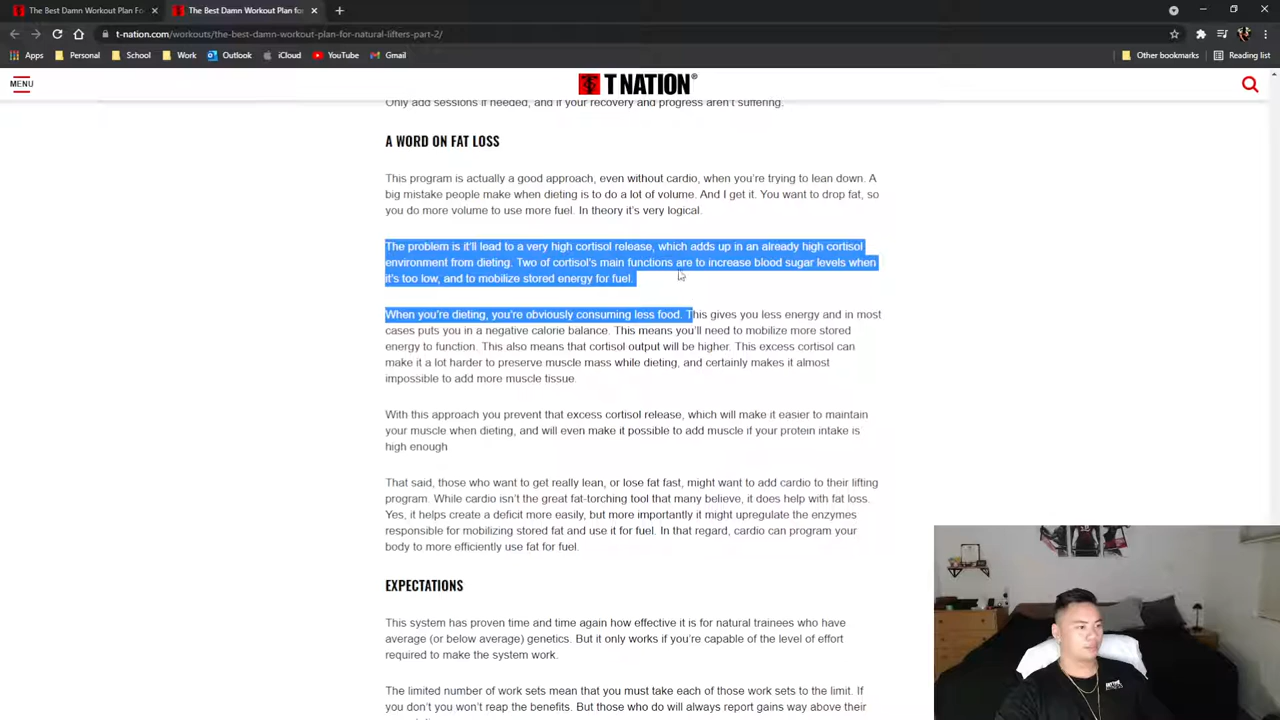 The Best Damn Workout Plan Fo
The Best Damn Workout Plan for
t-nation.com/workouts/the-best-damn-workout-plan-for-natural-lifters-part-2/
Apps Personal School Work Outlook iCloud YouTube Gmail Other bookmarks Reading list
MENU
T NATION
Only add sessions if needed, and if your recovery and progress aren't suffering.
A WORD ON FAT LOSS
This program is actually a good approach, even without cardio, when you're trying to lean down. A
big mistake people make when dieting is to do a lot of volume. And I get it. You want to drop fat, so
you do more volume to use more fuel. In theory it's very logical.
The problem is it'll lead to a very high cortisol release, which adds up in an already high cortisol
environment from dieting. Two of cortisol's main functions are to increase blood sugar levels when
it's too low, and to mobilize stored energy for fuel.
When you're dieting, you're obviously consuming less food. This gives you less energy and in most
cases puts you in a negative calorie balance. This means you'll need to mobilize more stored
energy to function. This also means that cortisol output will be higher. This excess cortisol can
make it a lot harder to preserve muscle mass while dieting, and certainly makes it almost
impossible to add more muscle tissue.
With this approach you prevent that excess cortisol release, which will make it easier to maintain
your muscle when dieting, and will even make it possible to add muscle if your protein intake is
high enough
That said, those who want to get really lean, or lose fat fast, might want to add cardio to their lifting
program. While cardio isn't the great fat-torching tool that many believe, it does help with fat loss.
Yes, it helps create a deficit more easily, but more importantly it might upregulate the enzymes
responsible for mobilizing stored fat and use it for fuel. In that regard, cardio can program your
body to more efficiently use fat for fuel.
EXPECTATIONS
This system has proven time and time again how effective it is for natural trainees who have
average (or below average) genetics. But it only works if you're capable of the level of effort
required to make the system work.
The limited number of work sets mean that you must take each of those work sets to the limit. If
you don't you won't reap the benefits. But those who do will always report gains way above their